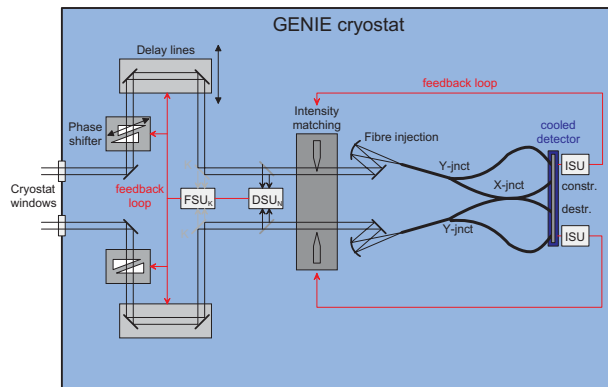 GENIE cryostat
Delay lines
Phase
shifter
Cryostat
windows
feedback
loop
FSUK
DSUN
Intensity
matching
Fibre injection
feedback loop
cooled
detector
Y-jnct
X-jnct
Y-jnct
ISU
constr.
destr.
ISU